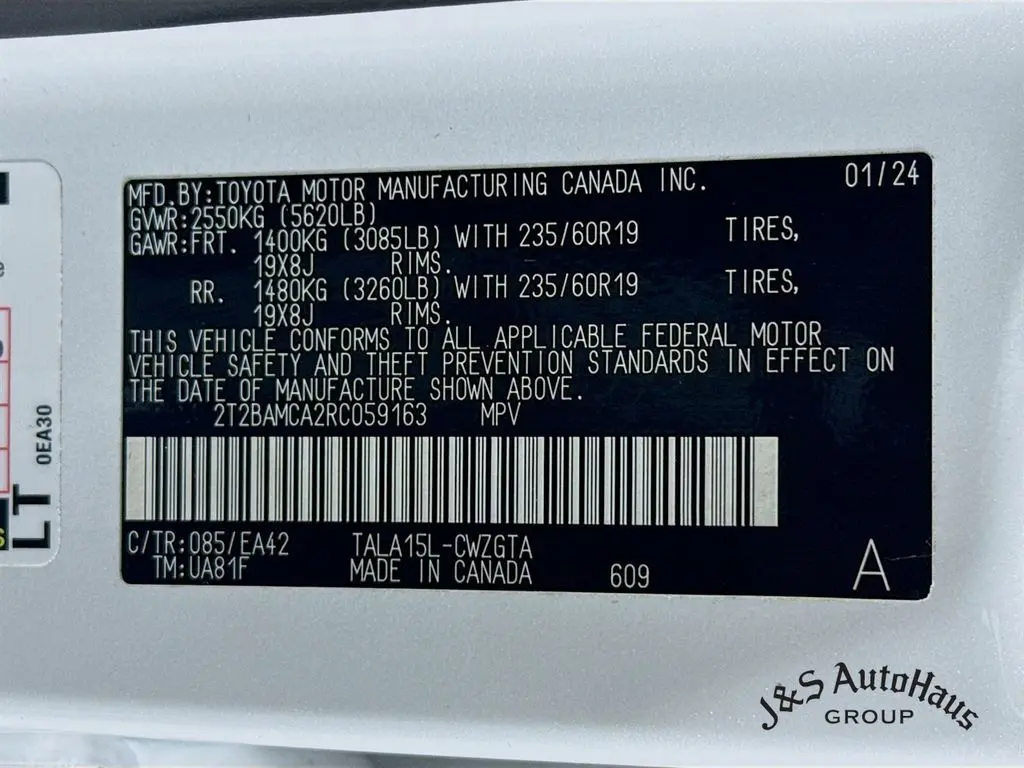 MFD.BY:TOYOTA MOTOR MANUFACTURING CANADA INC. 01/24
GVWR:2550KG (5620LB)
GAWR:FRT. 1400KG (3085LB) WITH 235/60R19 TIRES,
19X8J RIMS.
RR. 1480KG (3260LB) WITH 235/60R19 TIRES,
19X8J RIMS.
THIS VEHICLE CONFORMS TO ALL APPLICABLE FEDERAL MOTOR
VEHICLE SAFETY AND THEFT PREVENTION STANDARDS IN EFFECT ON
THE DATE OF MANUFACTURE SHOWN ABOVE.
2T2BAMCA2RC059163 MPV
C/TR:085/EA42 TALA15L-CWZGTA
TM:UA81F MADE IN CANADA 609 A
0EA30
LT
J&S AutoHaus
GROUP